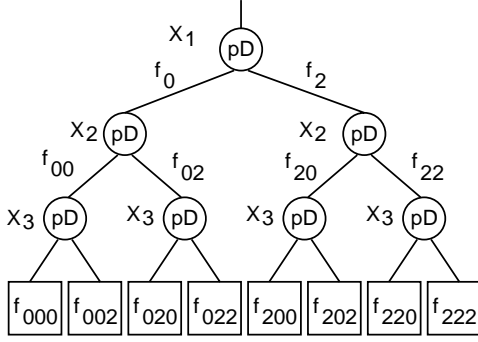 X1 pD
f0 f2
X2 pD X2 pD
f00 f02 f20 f22
X3 pD X3 pD X3 pD X3 pD
f000 f002 f020 f022 f200 f202 f220 f222